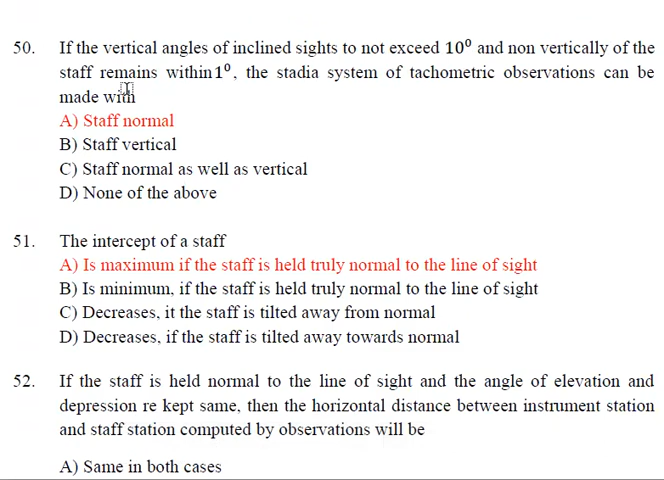 50. If the vertical angles of inclined sights to not exceed 10⁰ and non vertically of the
staff remains within1⁰, the stadia system of tachometric observations can be
made with
A) Staff normal
B) Staff vertical
C) Staff normal as well as vertical
D) None of the above
51. The intercept of a staff
A) Is maximum if the staff is held truly normal to the line of sight
B) Is minimum, if the staff is held truly normal to the line of sight
C) Decreases, it the staff is tilted away from normal
D) Decreases, if the staff is tilted away towards normal
52. If the staff is held normal to the line of sight and the angle of elevation and
depression re kept same, then the horizontal distance between instrument station
and staff station computed by observations will be
A) Same in both cases